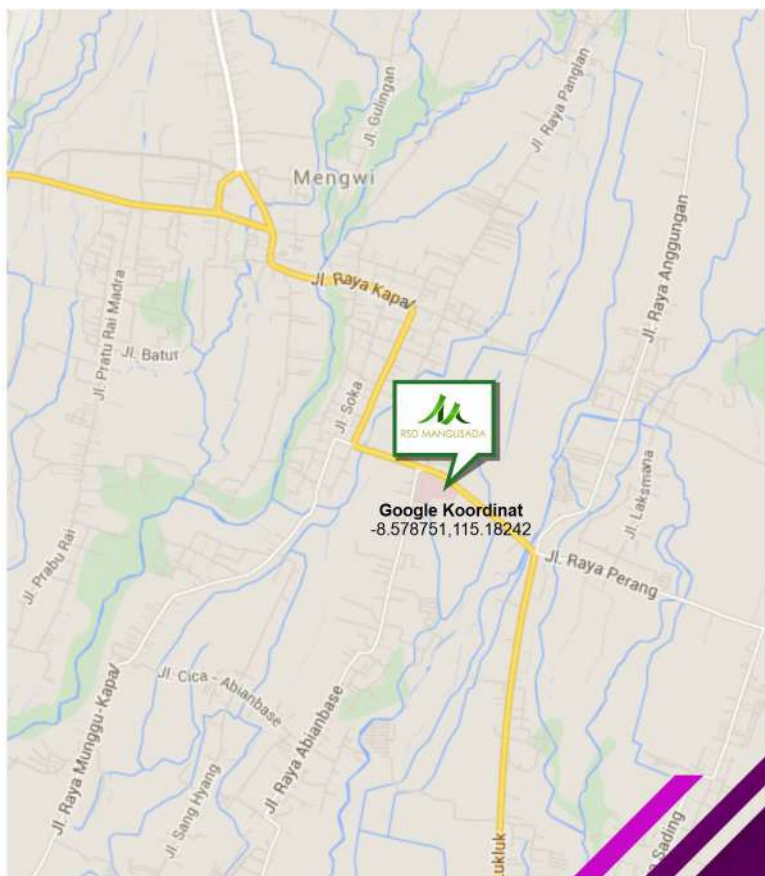 Jl. Gulingan
Jl. Raya Panglan
Mengwi
Jl. Raya Anggungan
Jl. Raya Kapal
Jl. Pratu Rai Madra
Jl. Batur
Jl. Soka
RSD MANGUSADA
Google Koordinat
-8.578751,115.18242
Jl. Laksmana
Jl. Raya Perang
Jl. Prabu Rai
Jl. Cica - Abianbase
Jl. Raya Abianbase
Jl. Raya Munggu-Kapal
Jl. Sang Hyang
ukluk
Sading